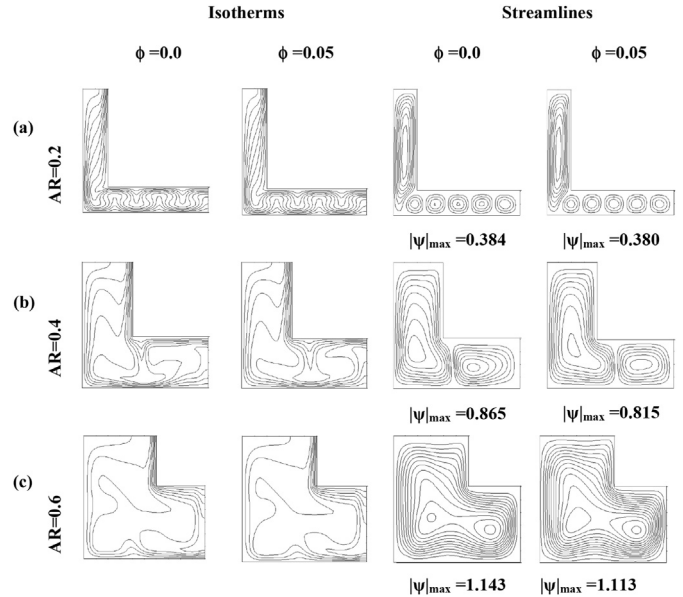 Isotherms Streamlines
ϕ =0.0 ϕ =0.05 ϕ =0.0 ϕ =0.05
(a)
AR=0.2
|ψ|max =0.384 |ψ|max =0.380
(b)
AR=0.4
|ψ|max =0.865 |ψ|max =0.815
(c)
AR=0.6
|ψ|max =1.143 |ψ|max =1.113